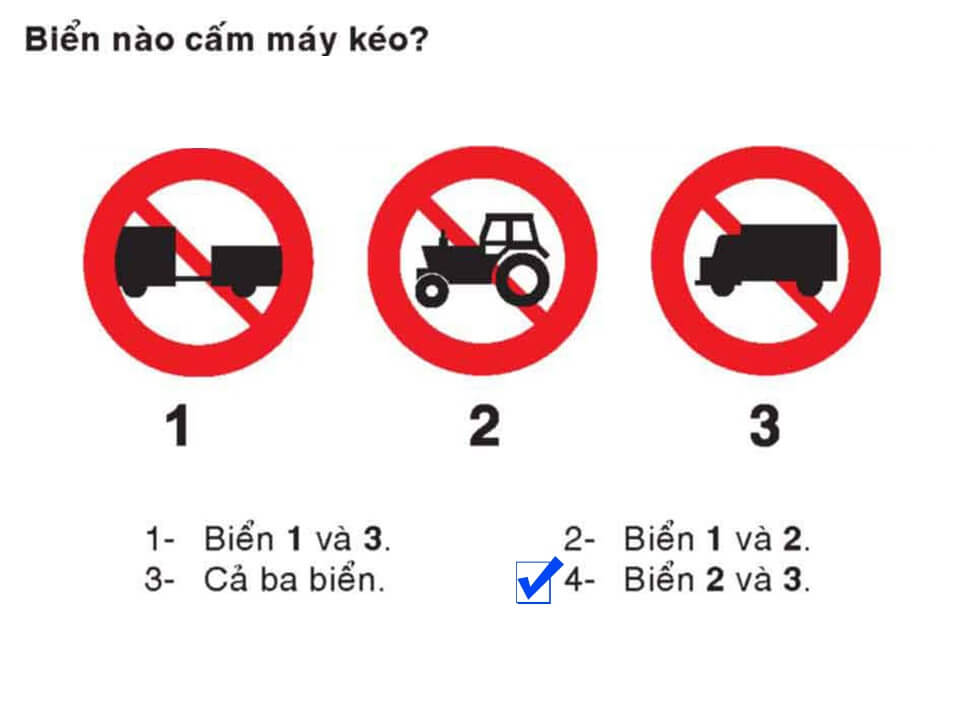 Biển nào cấm máy kéo?
1 2 3
1- Biển 1 và 3. 2- Biển 1 và 2.
3- Cả ba biển. 4- Biển 2 và 3.